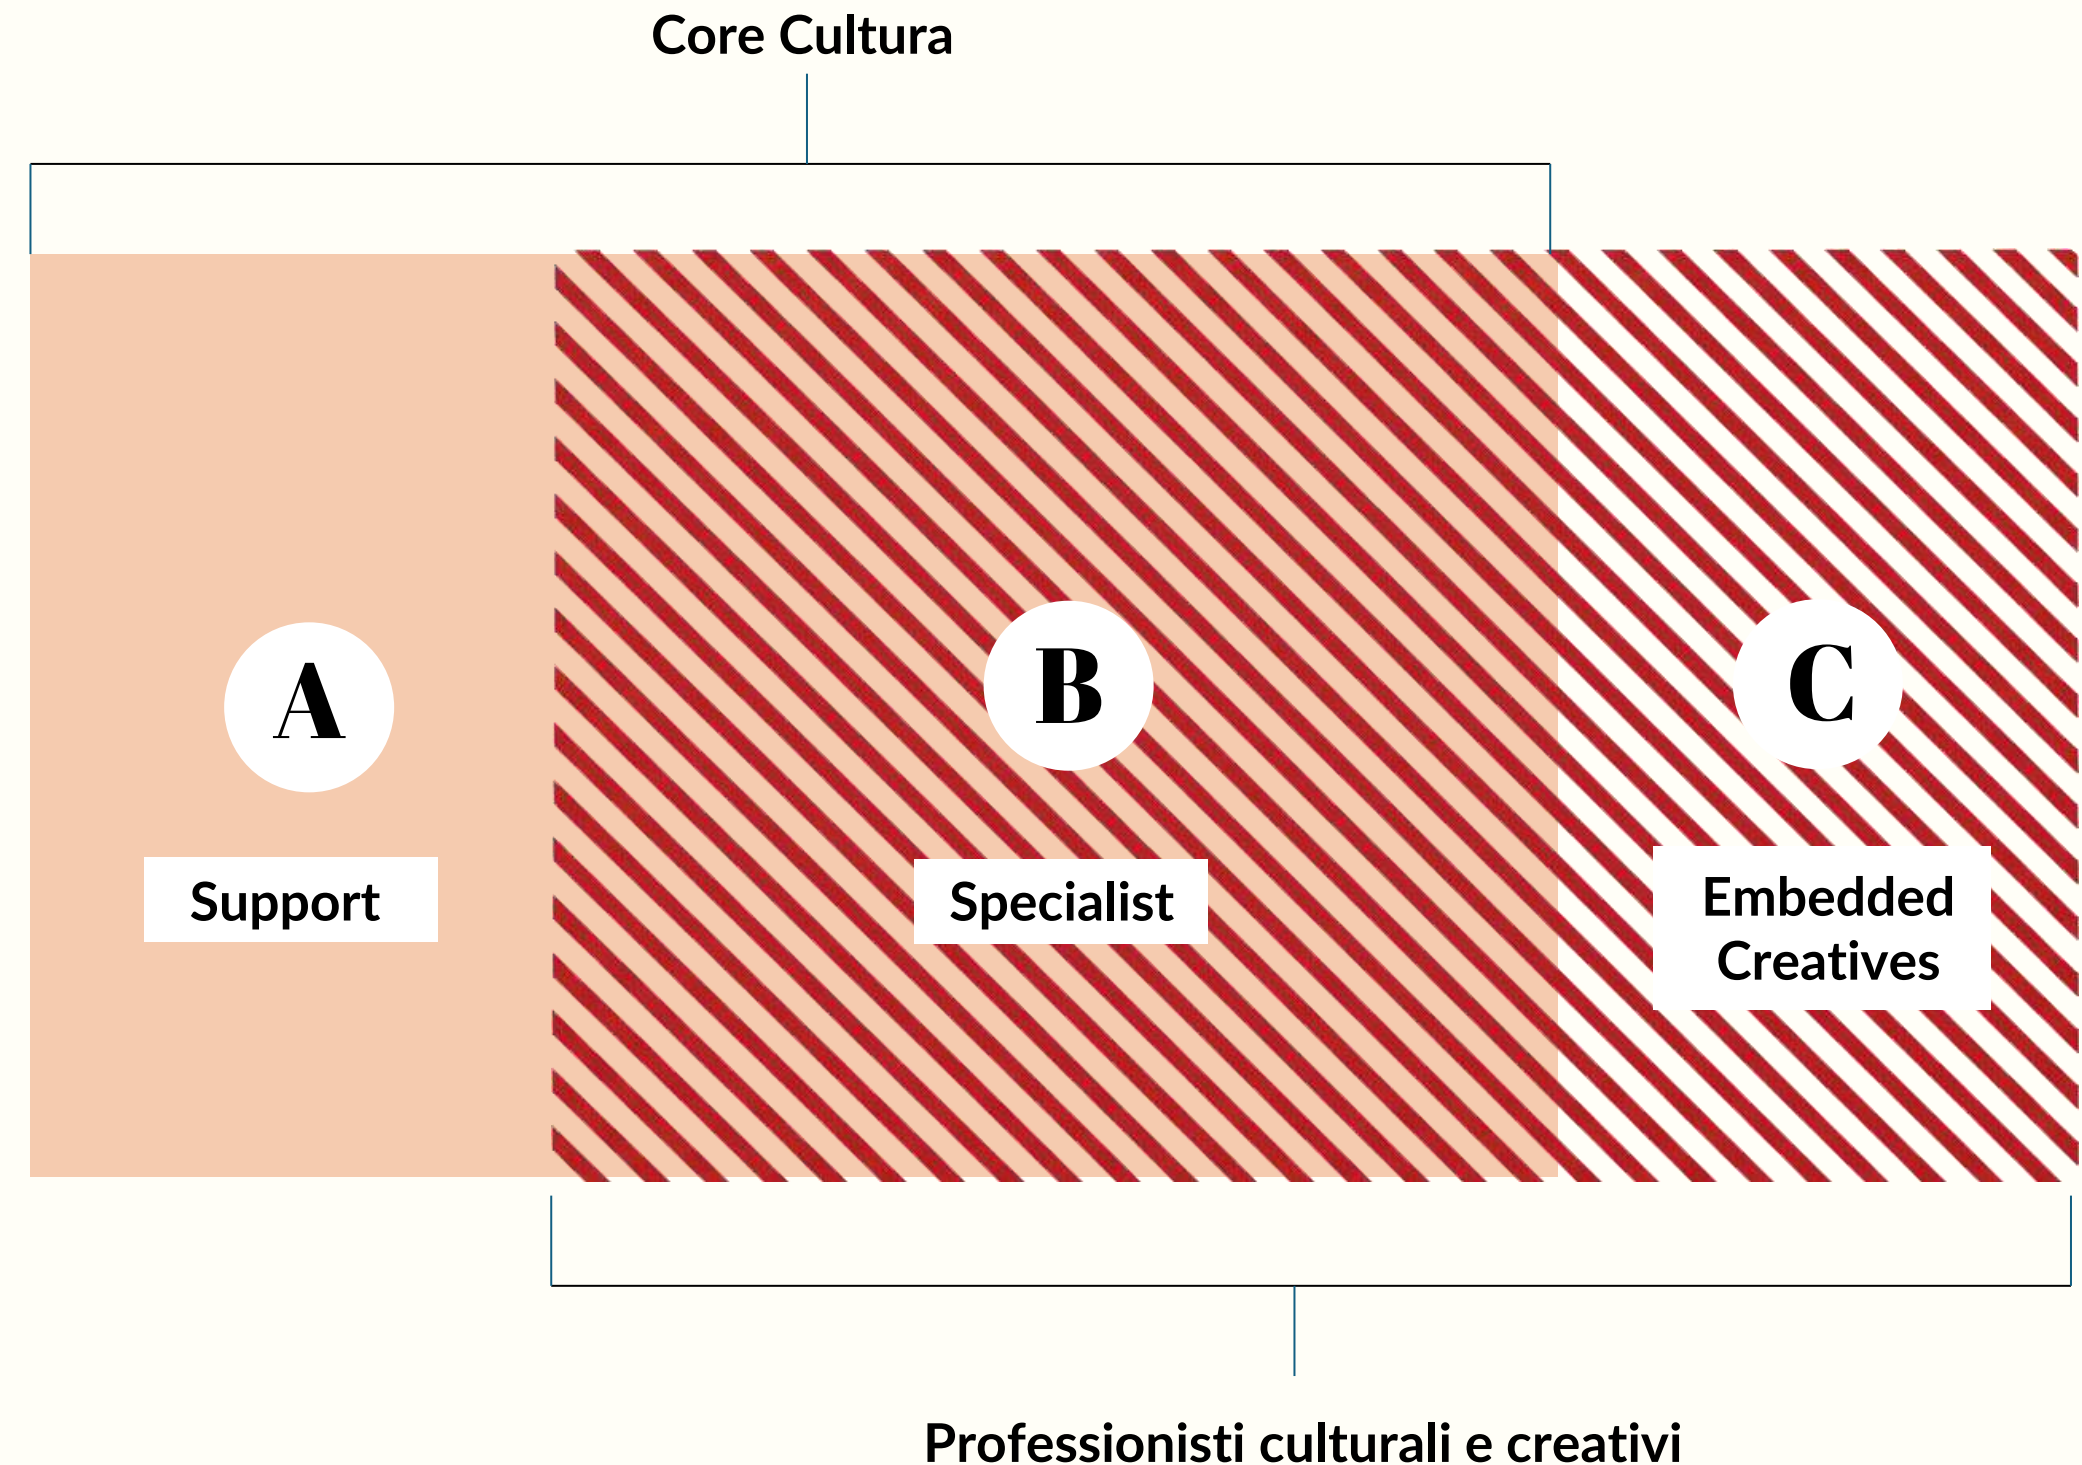 Core Cultura
A
B
C
Support
Specialist
Embedded
Creatives
Professionisti culturali e creativi